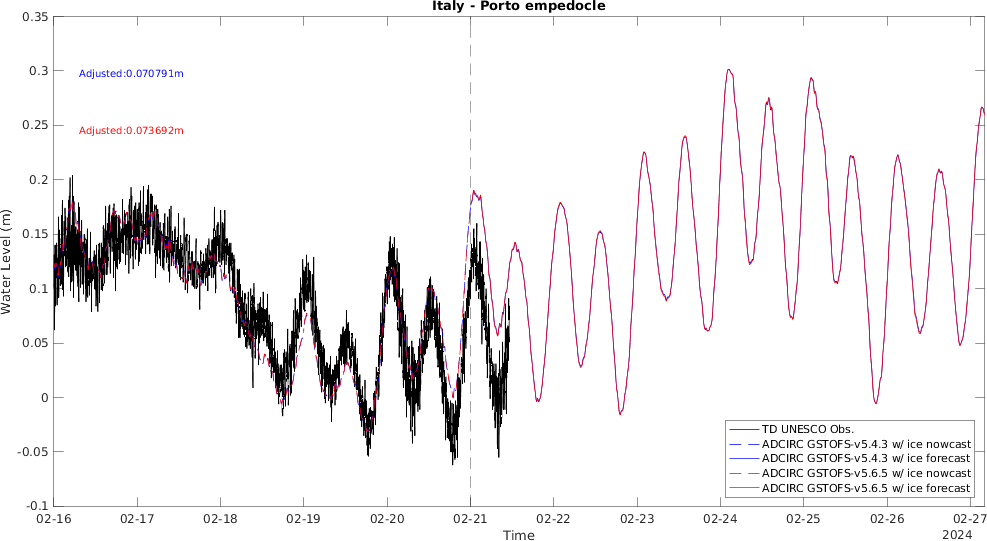 Italy - Porto empedocle
0.35
0.3
0.25
0.2
0.15
0.1
0.05
0
-0.05
-0.1
Water Level (m)
Adjusted:0.070791m
Adjusted:0.073692m
TD UNESCO Obs.
ADCIRC GSTOFS-v5.4.3 w/ ice nowcast
ADCIRC GSTOFS-v5.4.3 w/ ice forecast
ADCIRC GSTOFS-v5.6.5 w/ ice nowcast
ADCIRC GSTOFS-v5.6.5 w/ ice forecast
02-16 02-17 02-18 02-19 02-20 02-21 02-22 02-23 02-24 02-25 02-26 02-27
Time
2024